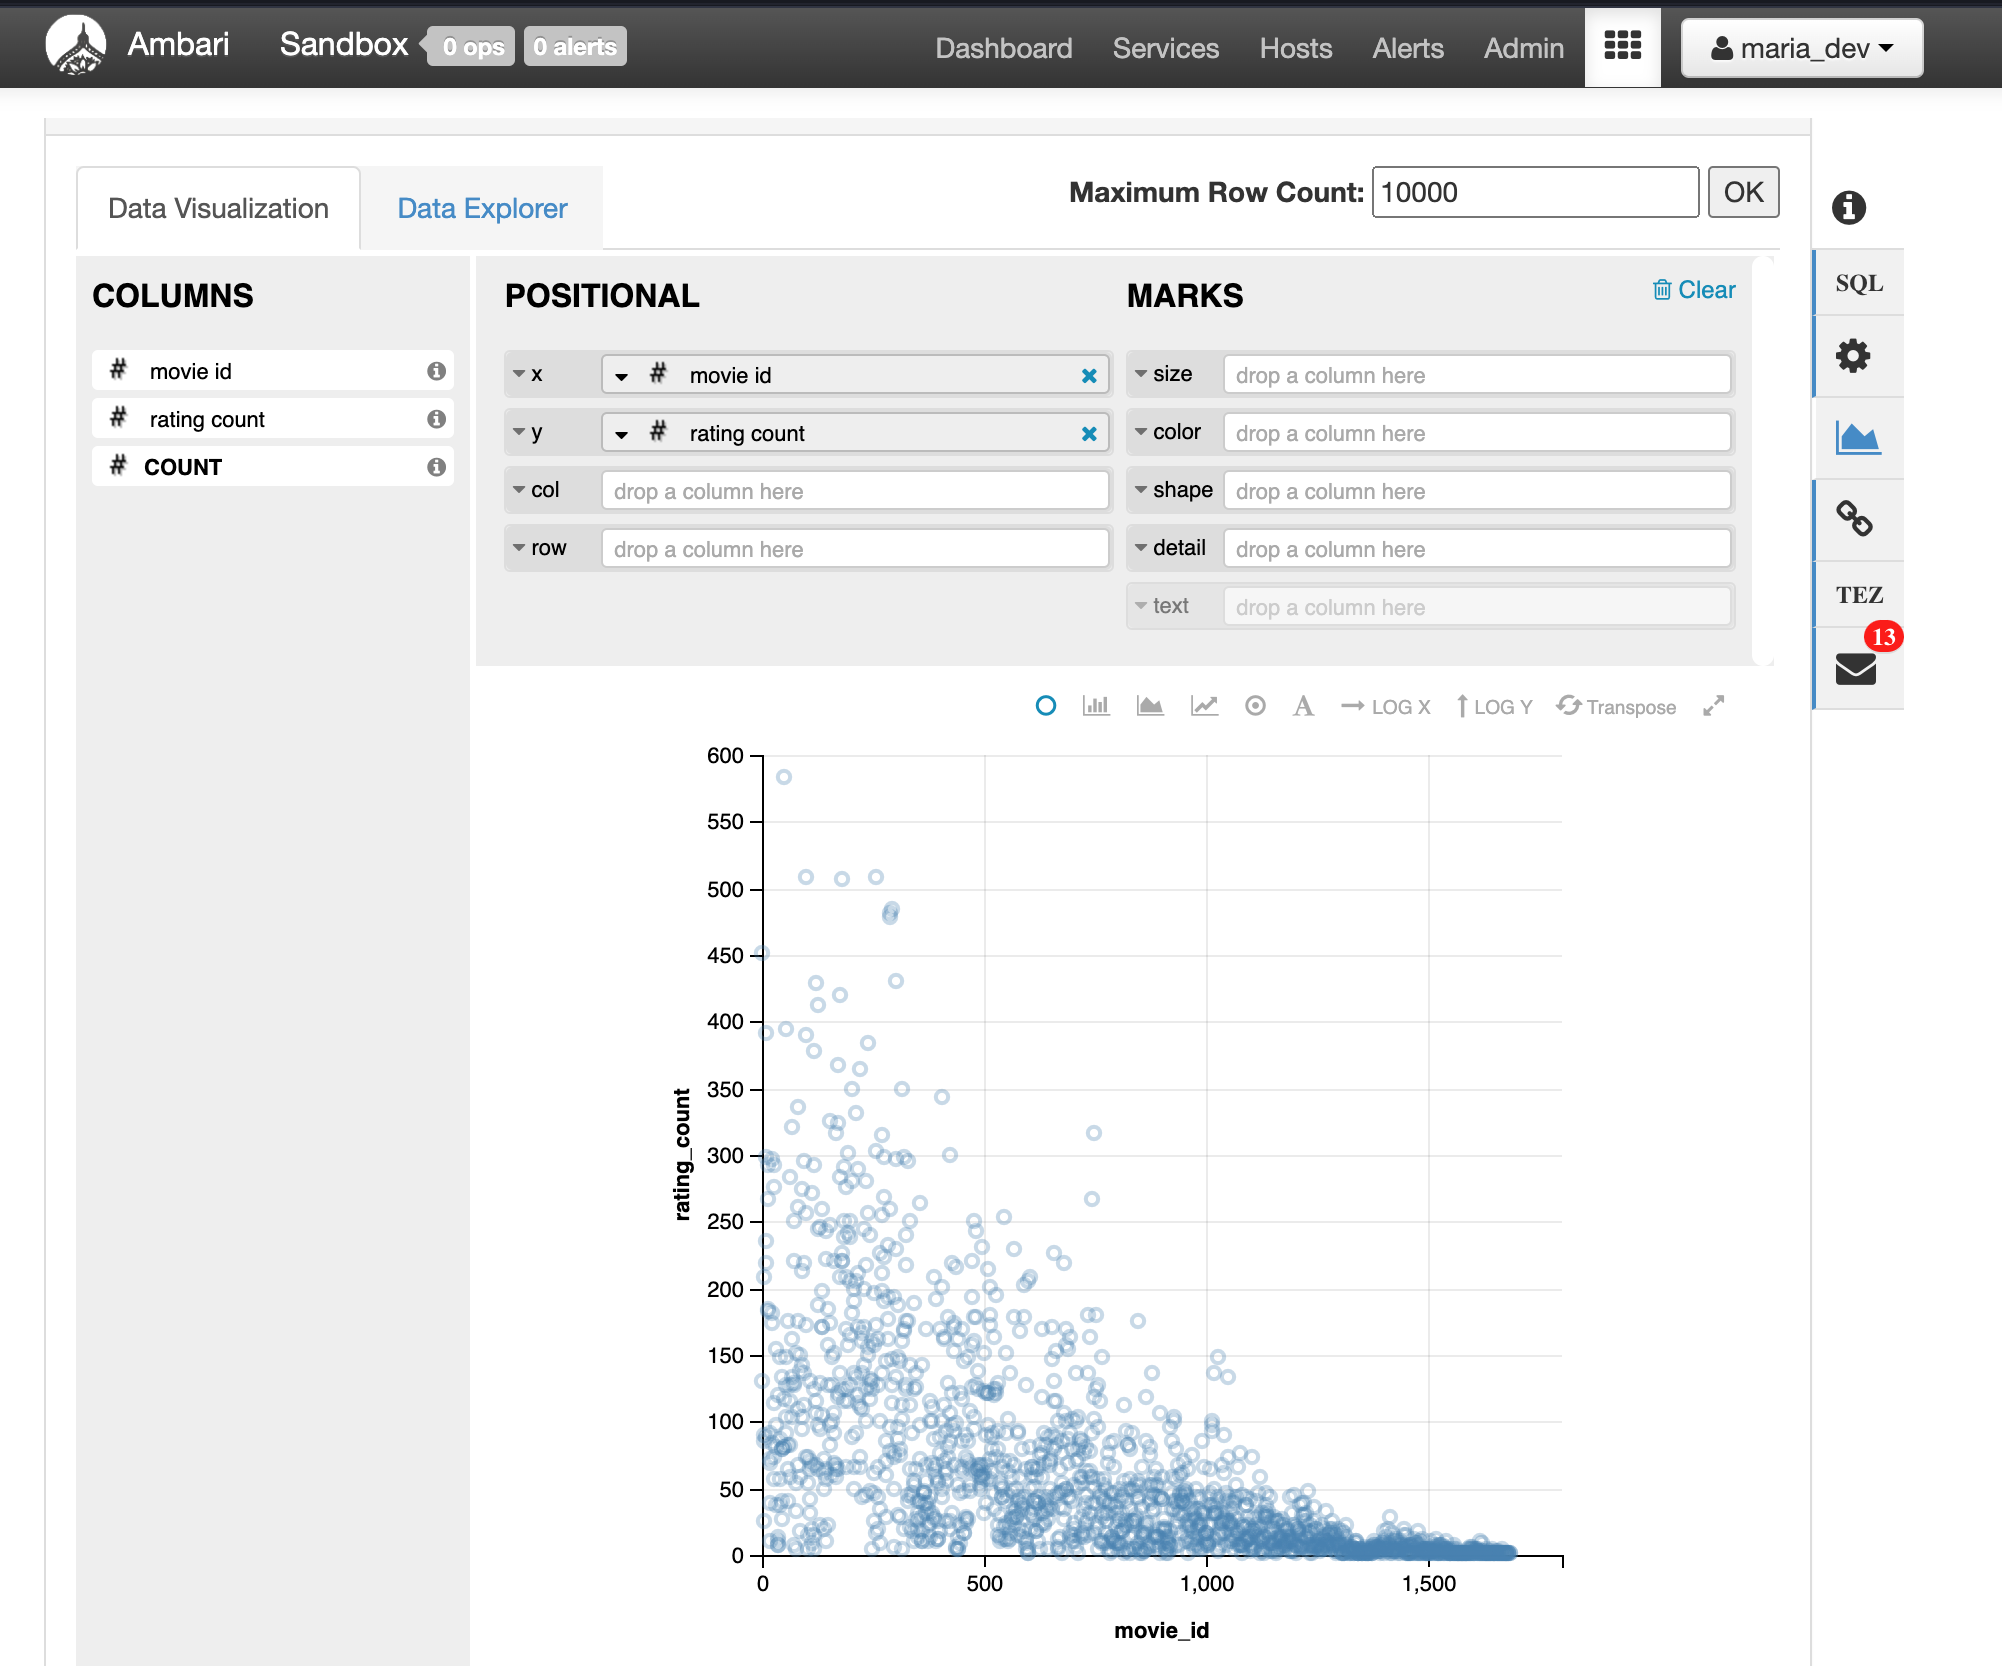 Ambari Sandbox 0 ops 0 alerts Dashboard Services Hosts Alerts Admin maria_dev
Data Visualization Data Explorer Maximum Row Count: 10000 OK
COLUMNS
# movie id
# rating count
# COUNT
POSITIONAL
x # movie id
y # rating count
col drop a column here
row drop a column here
MARKS Clear
size drop a column here
color drop a column here
shape drop a column here
detail drop a column here
text drop a column here
SQL
TEZ
13
A LOG X LOG Y Transpose
600
550
500
450
400
350
300
250
200
150
100
50
0
rating_count
0 500 1,000 1,500
movie_id